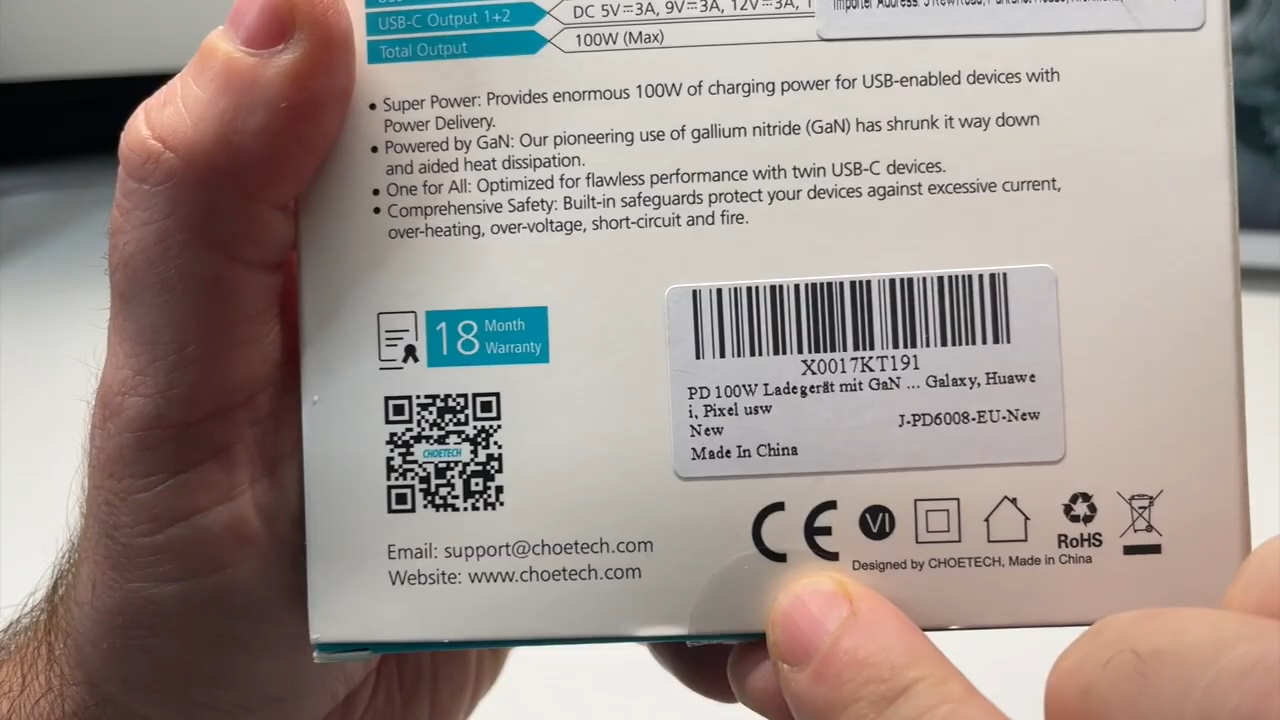 USB-C Output 1+2
DC 5V⎓3A, 9V⎓3A, 12V⎓3A, 1
Importer Address:
Total Output
100W (Max)
• Super Power: Provides enormous 100W of charging power for USB-enabled devices with
Power Delivery.
• Powered by GaN: Our pioneering use of gallium nitride (GaN) has shrunk it way down
and aided heat dissipation.
• One for All: Optimized for flawless performance with twin USB-C devices.
• Comprehensive Safety: Built-in safeguards protect your devices against excessive current,
over-heating, over-voltage, short-circuit and fire.
18 Month
Warranty
CHOETECH
Email: support@choetech.com
Website: www.choetech.com
X0017KT191
PD 100W Ladegerät mit GaN ... Galaxy, Huawe
i, Pixel usw
New
J-PD6008-EU-New
Made In China
CE VI
RoHS
Designed by CHOETECH, Made in China